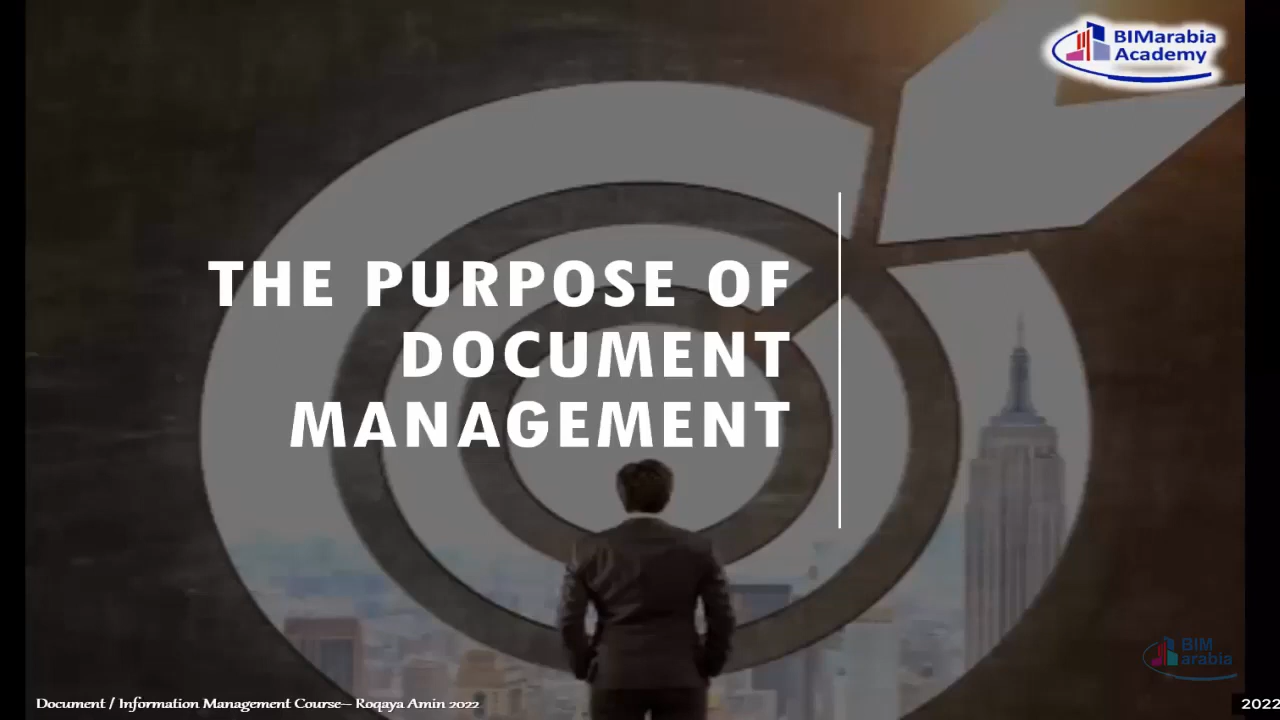 BIMarabia
Academy
THE PURPOSE OF
DOCUMENT
MANAGEMENT
BIM
arabia
Document / Information Management Course– Roqaya Amin 2022
2022